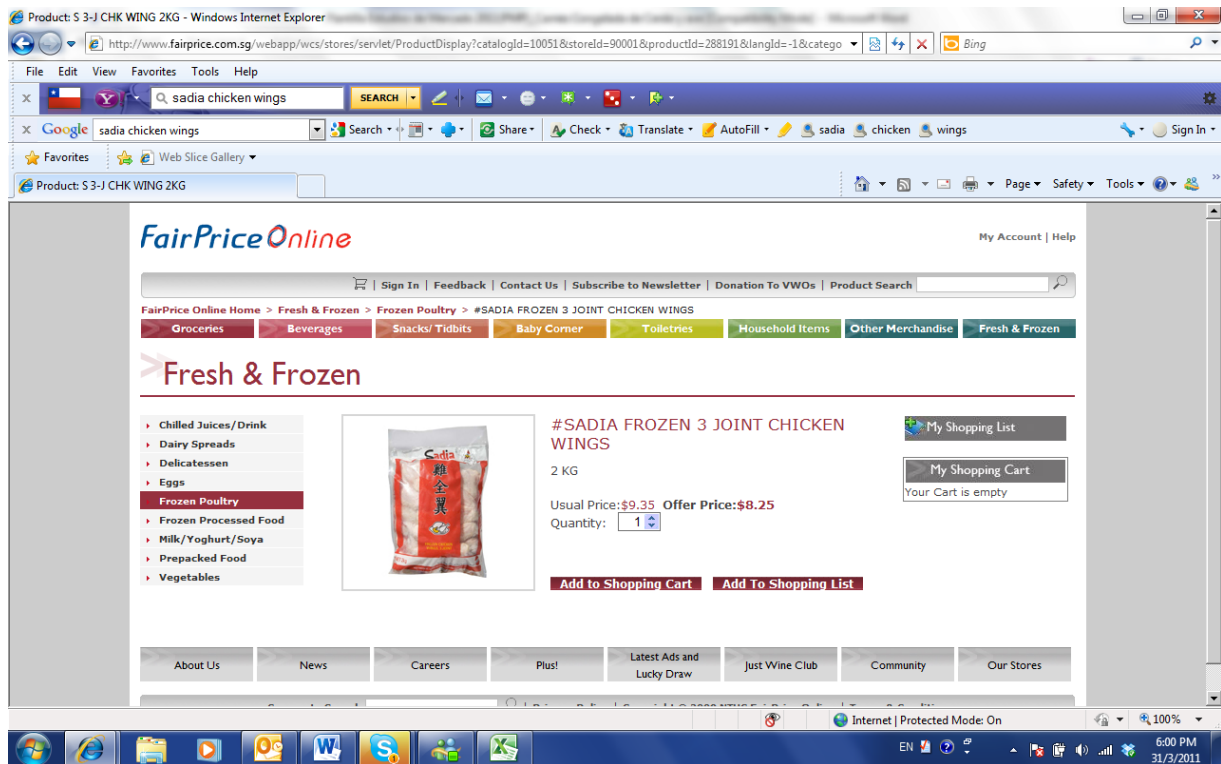 Product: S 3-J CHK WING 2KG - Windows Internet Explorer
http://www.fairprice.com.sg/webapp/wcs/stores/servlet/ProductDisplay?catalogId=10051&storeId=90001&productId=288191&langId=-1&catego
Bing
File Edit View Favorites Tools Help
x Y! sadia chicken wings SEARCH
x Google sadia chicken wings Search Share Check Translate AutoFill sadia chicken wings Sign In
Favorites Web Slice Gallery
Product: S 3-J CHK WING 2KG Page Safety Tools
FairPrice Online
My Account | Help
| Sign In | Feedback | Contact Us | Subscribe to Newsletter | Donation To VWOs | Product Search
FairPrice Online Home > Fresh & Frozen > Frozen Poultry > #SADIA FROZEN 3 JOINT CHICKEN WINGS
Groceries Beverages Snacks/ Tidbits Baby Corner Toiletries Household Items Other Merchandise Fresh & Frozen
Fresh & Frozen
Chilled Juices/Drink
Dairy Spreads
Delicatessen
Eggs
Frozen Poultry
Frozen Processed Food
Milk/Yoghurt/Soya
Prepacked Food
Vegetables
Sadia
雞
全
翼
#SADIA FROZEN 3 JOINT CHICKEN
WINGS
2 KG
Usual Price:$9.35 Offer Price:$8.25
Quantity: 1
Add to Shopping Cart Add To Shopping List
My Shopping List
My Shopping Cart
Your Cart is empty
About Us News Careers Plus! Latest Ads and Lucky Draw Just Wine Club Community Our Stores
Internet | Protected Mode: On 100%
EN 6:00 PM
31/3/2011